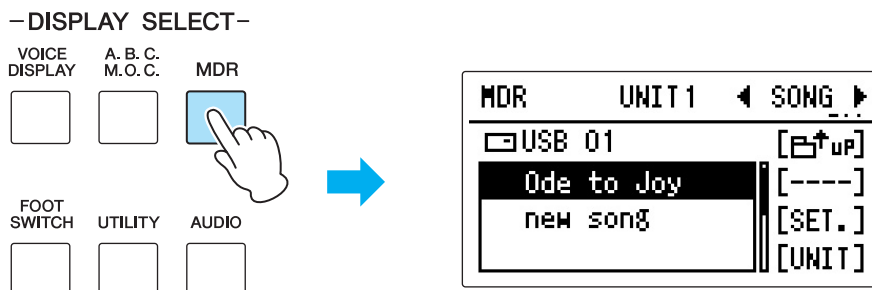 -DISPLAY SELECT-
VOICE DISPLAY
A. B. C. M. O. C.
MDR
FOOT SWITCH
UTILITY
AUDIO
MDR UNIT1 ◀ SONG ▶
USB 01 [up]
Ode to Joy [----]
new song [SET.]
[UNIT]